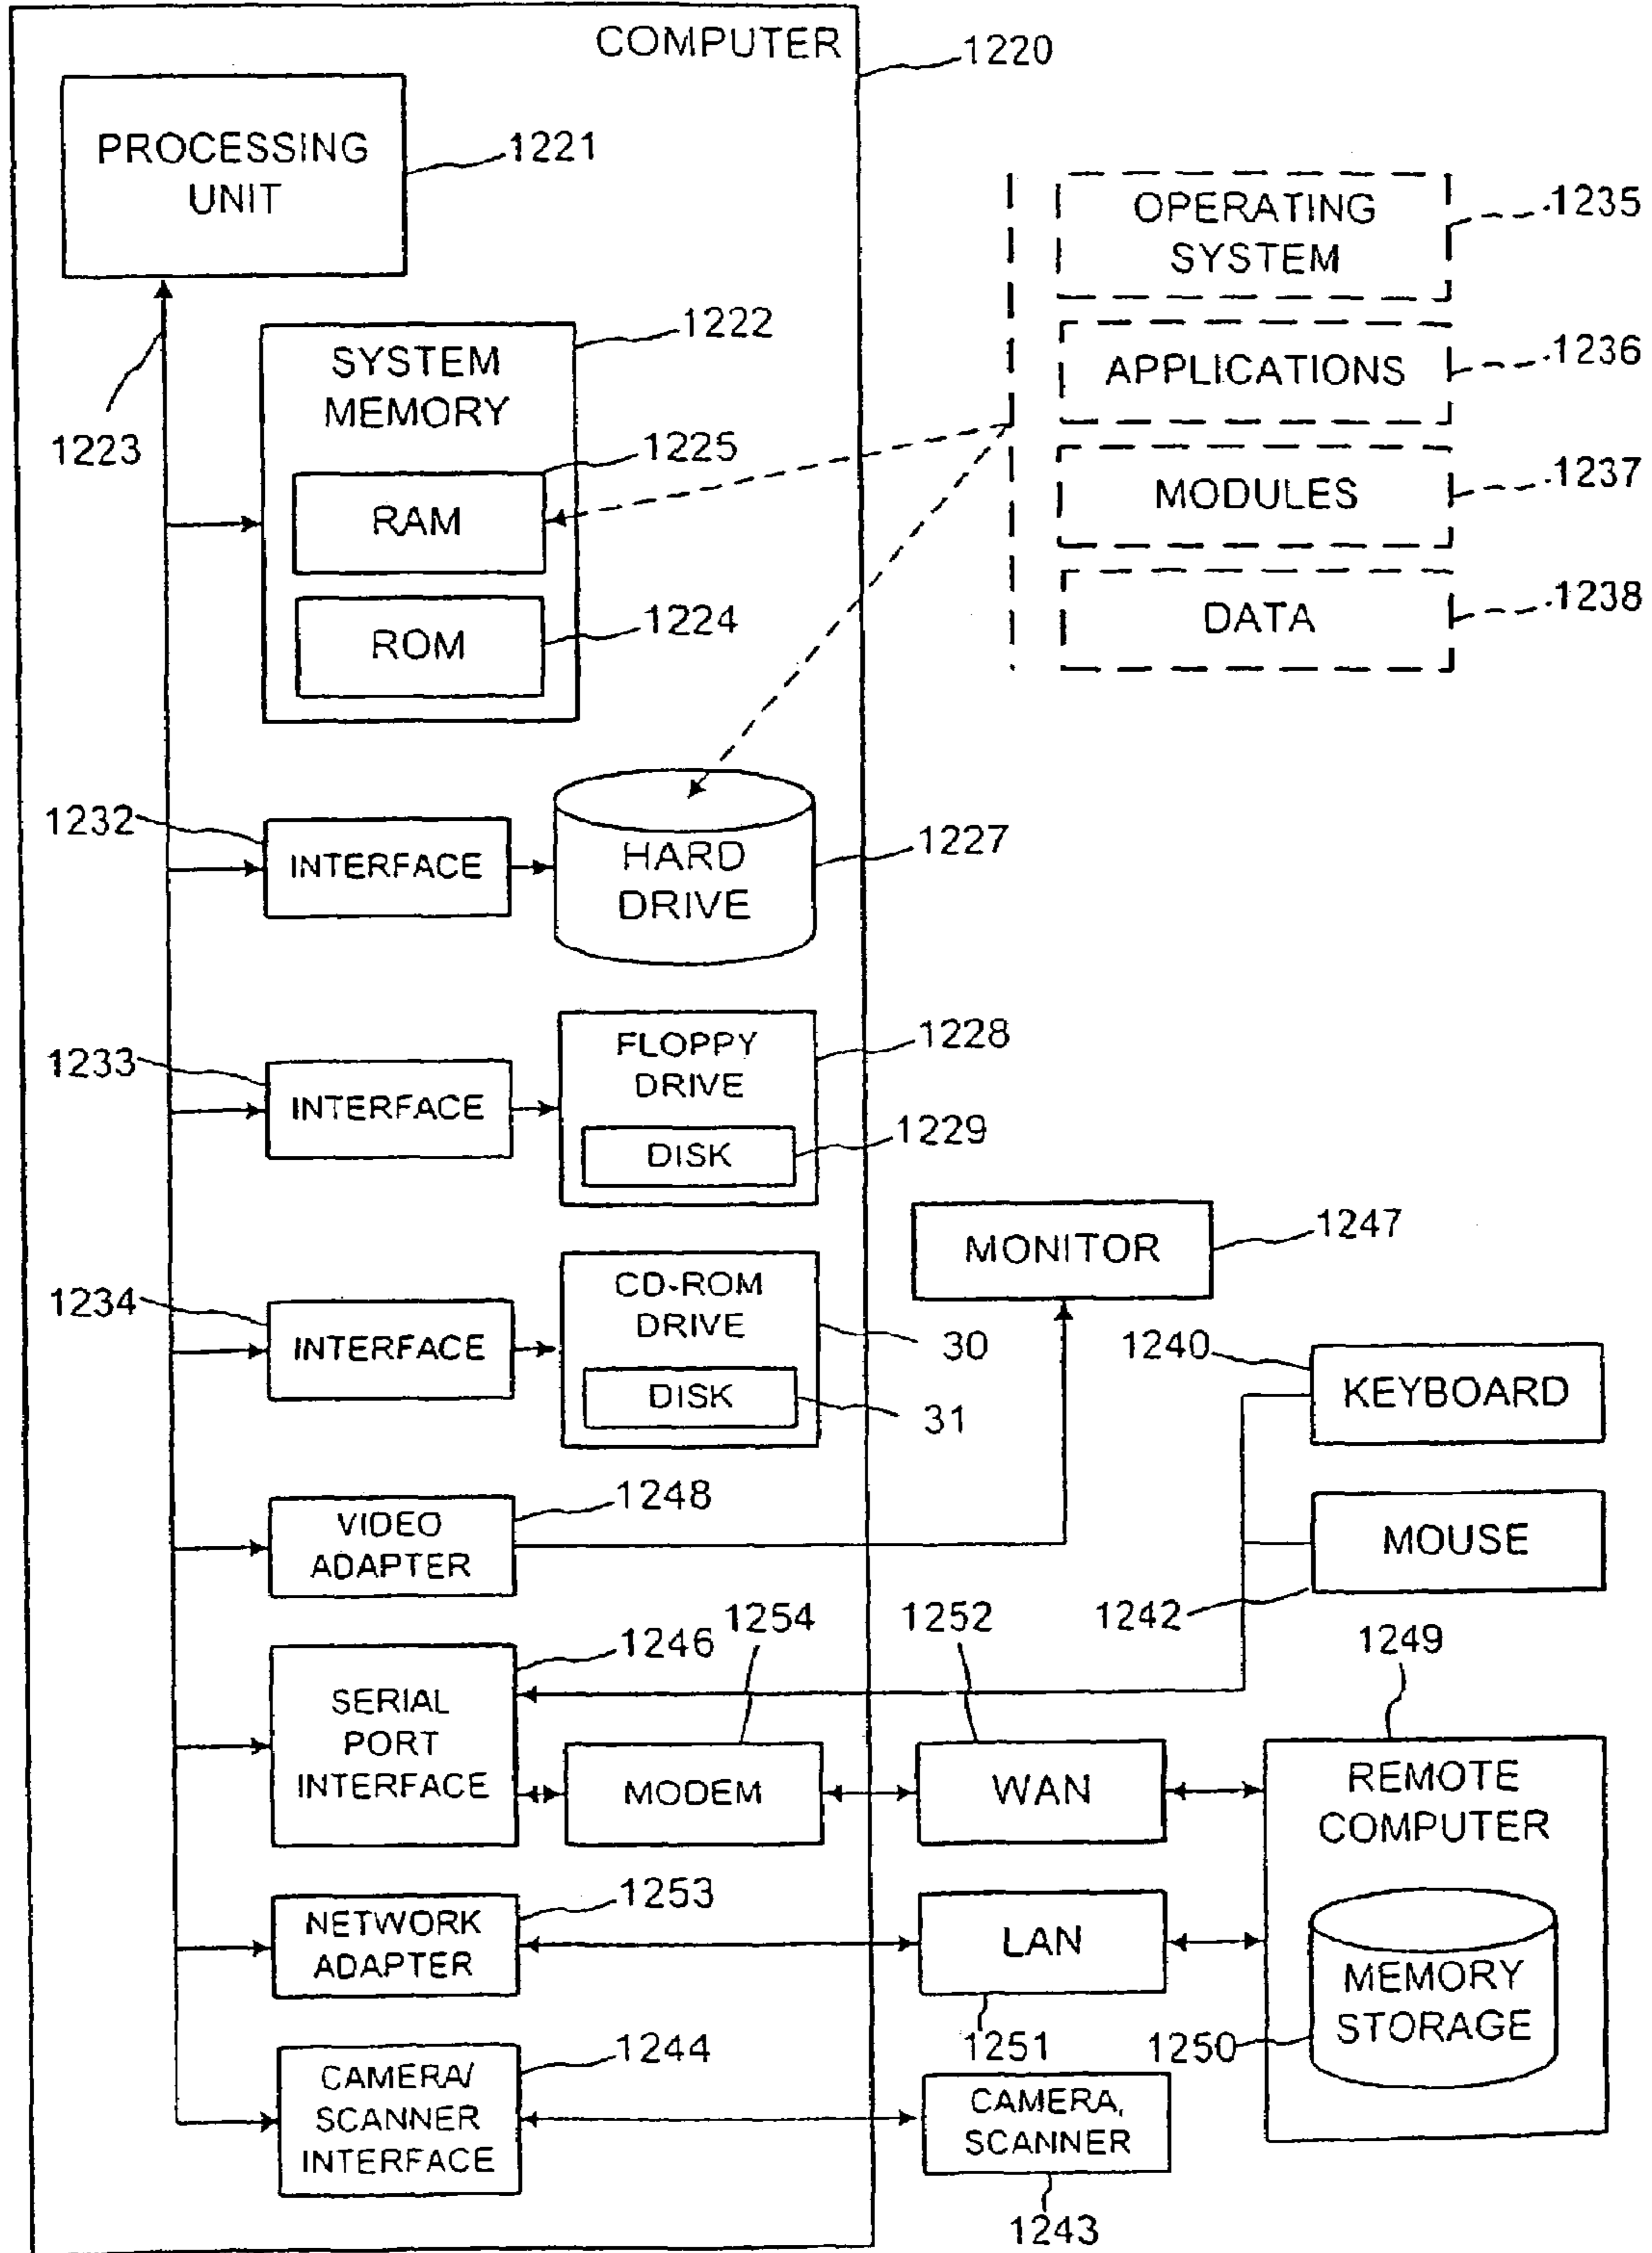 COMPUTER
1220
PROCESSING
UNIT
1221
1223
SYSTEM
MEMORY
1222
RAM
1225
ROM
1224
OPERATING
SYSTEM
1235
APPLICATIONS
1236
MODULES
1237
DATA
1238
1232
INTERFACE
HARD
DRIVE
1227
1233
INTERFACE
FLOPPY
DRIVE
1228
DISK
1229
1234
INTERFACE
CD-ROM
DRIVE
30
DISK
31
MONITOR
1247
1240
KEYBOARD
MOUSE
1242
VIDEO
ADAPTER
1248
SERIAL
PORT
INTERFACE
1246
1254
MODEM
1252
WAN
1249
REMOTE
COMPUTER
MEMORY
STORAGE
1250
NETWORK
ADAPTER
1253
LAN
1251
CAMERA/
SCANNER
INTERFACE
1244
CAMERA,
SCANNER
1243